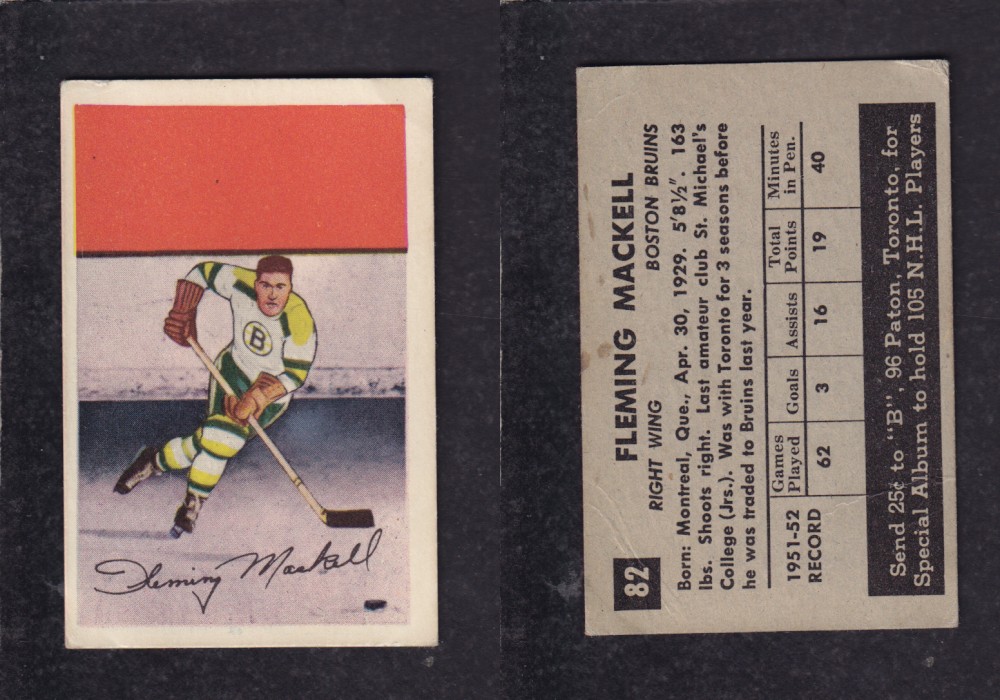 B
Fleming Mackell
82
FLEMING MACKELL
RIGHT WING BOSTON BRUINS
Born: Montreal, Que., Apr. 30, 1929. 5'8½". 163
lbs. Shoots right. Last amateur club St. Michael's
College (Jrs.). Was with Toronto for 3 seasons before
he was traded to Bruins last year.
1951-52
RECORD
Games
Played
Goals
Assists
Total
Points
Minutes
in Pen.
62 3 16 19 40
Send 25¢ to "B", 96 Paton, Toronto, for
Special Album to hold 105 N.H.L. Players